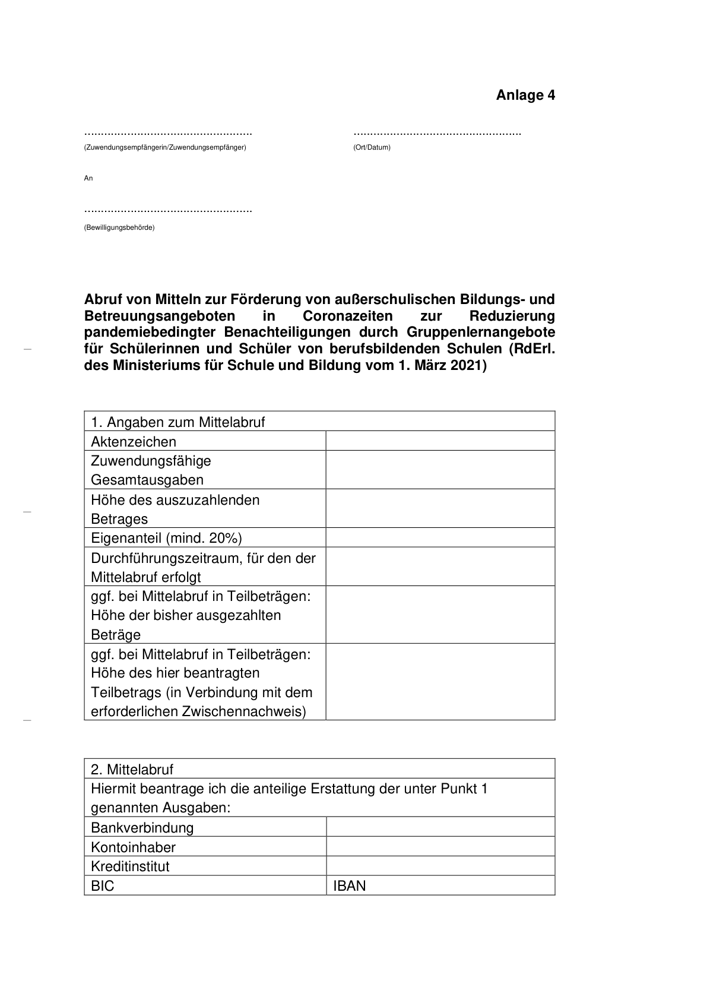 Anlage 4
…………………………………………… ……………………………………………
(Zuwendungsempfängerin/Zuwendungsempfänger) (Ort/Datum)
An
……………………………………………
(Bewilligungsbehörde)
Abruf von Mitteln zur Förderung von außerschulischen Bildungs- und
Betreuungsangeboten in Coronazeiten zur Reduzierung
pandemiebedingter Benachteiligungen durch Gruppenlernangebote
für Schülerinnen und Schüler von berufsbildenden Schulen (RdErl.
des Ministeriums für Schule und Bildung vom 1. März 2021)
1. Angaben zum Mittelabruf
Aktenzeichen
Zuwendungsfähige
Gesamtausgaben
Höhe des auszuzahlenden
Betrages
Eigenanteil (mind. 20%)
Durchführungszeitraum, für den der
Mittelabruf erfolgt
ggf. bei Mittelabruf in Teilbeträgen:
Höhe der bisher ausgezahlten
Beträge
ggf. bei Mittelabruf in Teilbeträgen:
Höhe des hier beantragten
Teilbetrags (in Verbindung mit dem
erforderlichen Zwischennachweis)
2. Mittelabruf
Hiermit beantrage ich die anteilige Erstattung der unter Punkt 1
genannten Ausgaben:
Bankverbindung
Kontoinhaber
Kreditinstitut
BIC IBAN